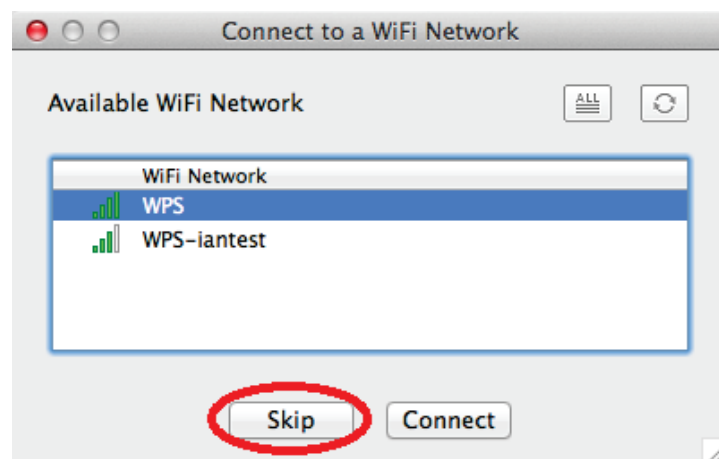 Connect to a WiFi Network
Available WiFi Network
ALL
WiFi Network
WPS
WPS-iantest
Skip
Connect